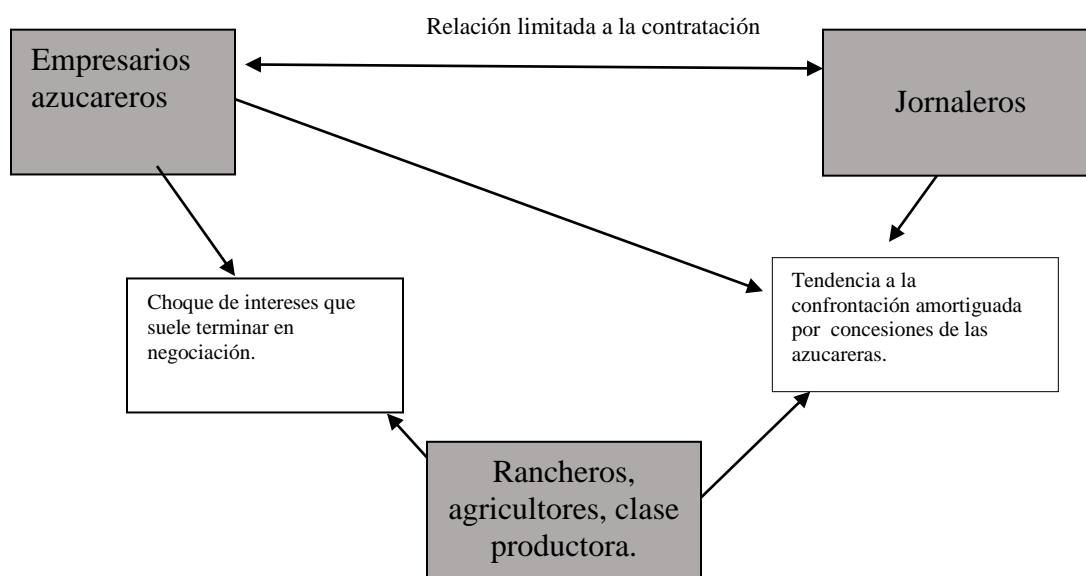 Relación limitada a la contratación
Empresarios
azucareros
Jornaleros
Choque de intereses que
suele terminar en
negociación.
Tendencia a la
confrontación amortiguada
por concesiones de las
azucareras.
Rancheros,
agricultores, clase
productora.